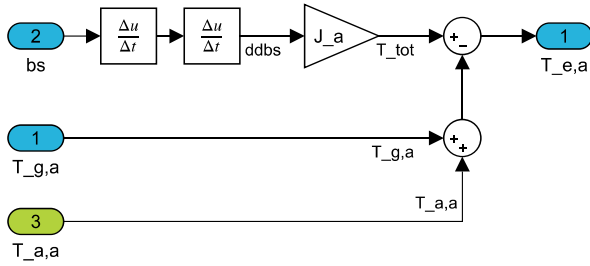 2
bs
Δu
Δt
Δu
Δt
ddbs
J_a
T_tot
+
−
1
T_e,a
1
T_g,a
T_g,a
+
+
3
T_a,a
T_a,a